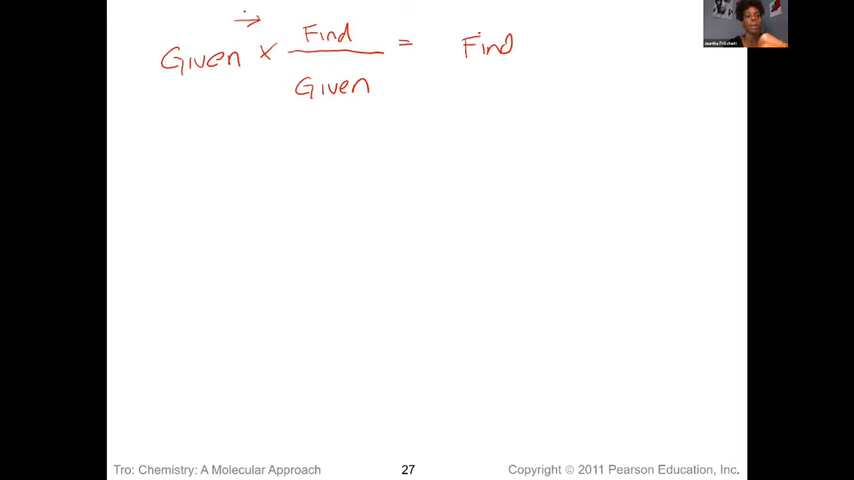 Given × Find = Find
Given
Tro: Chemistry: A Molecular Approach 27 Copyright © 2011 Pearson Education, Inc.